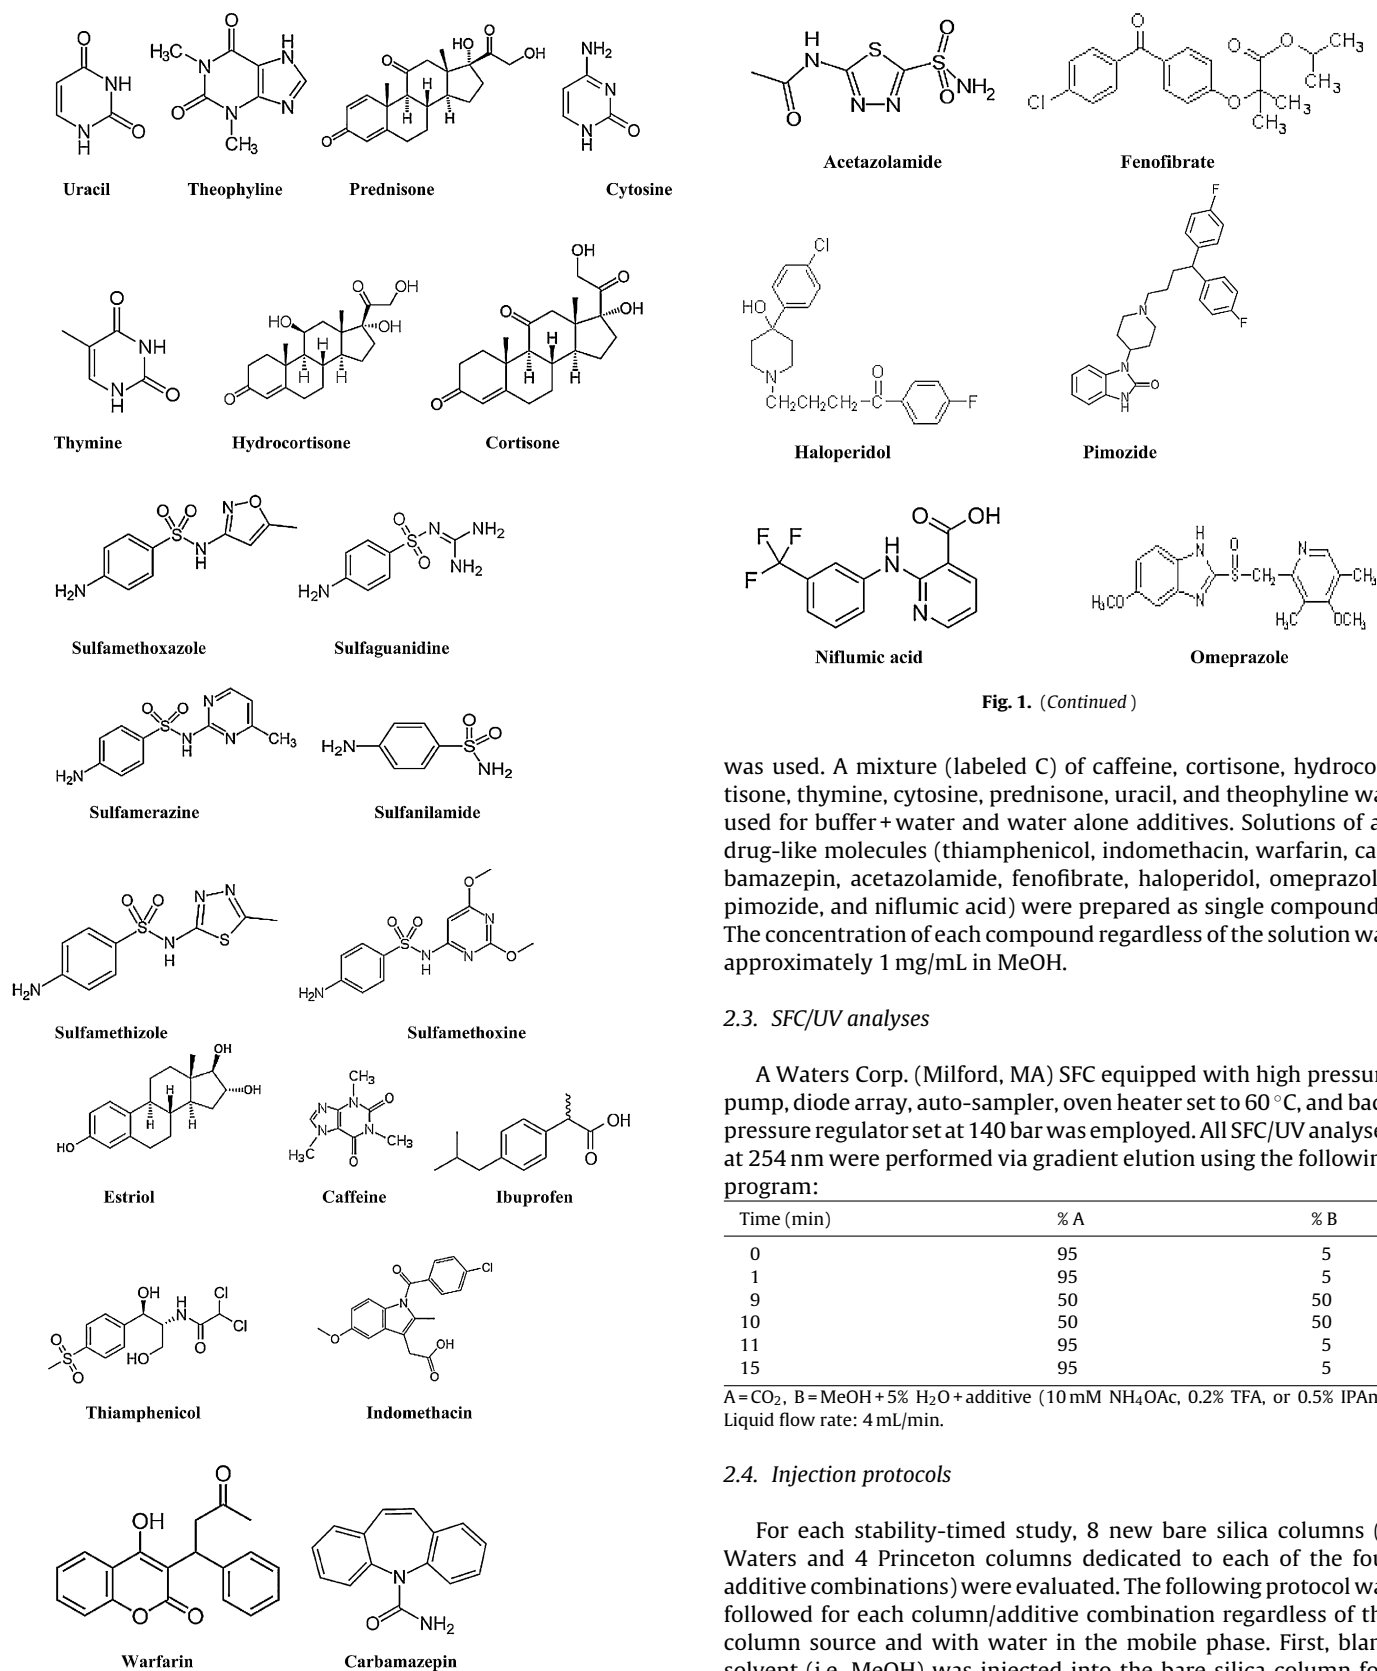 Uracil
Theophyline
Prednisone
Cytosine
Thymine
Hydrocortisone
Cortisone
Sulfamethoxazole
Sulfaguanidine
Sulfamerazine
Sulfanilamide
Sulfamethizole
Sulfamethoxine
Estriol
Caffeine
Ibuprofen
Thiamphenicol
Indomethacin
Warfarin
Carbamazepin
Acetazolamide
Fenofibrate
Haloperidol
Pimozide
Niflumic acid
Omeprazole
Fig. 1. (Continued)
was used. A mixture (labeled C) of caffeine, cortisone, hydroco
tisone, thymine, cytosine, prednisone, uracil, and theophyline wa
used for buffer + water and water alone additives. Solutions of a
drug-like molecules (thiamphenicol, indomethacin, warfarin, ca
bamazepin, acetazolamide, fenofibrate, haloperidol, omeprazol
pimozide, and niflumic acid) were prepared as single compound
The concentration of each compound regardless of the solution wa
approximately 1 mg/mL in MeOH.
2.3. SFC/UV analyses
A Waters Corp. (Milford, MA) SFC equipped with high pressur
pump, diode array, auto-sampler, oven heater set to 60 °C, and bac
pressure regulator set at 140 bar was employed. All SFC/UV analyse
at 254 nm were performed via gradient elution using the followin
program:
Time (min) % A % B
0 95 5
1 95 5
9 50 50
10 50 50
11 95 5
15 95 5
A = CO2, B = MeOH + 5% H2O + additive (10 mM NH4OAc, 0.2% TFA, or 0.5% IPAm
Liquid flow rate: 4 mL/min.
2.4. Injection protocols
For each stability-timed study, 8 new bare silica columns (
Waters and 4 Princeton columns dedicated to each of the fou
additive combinations) were evaluated. The following protocol wa
followed for each column/additive combination regardless of th
column source and with water in the mobile phase. First, blan
solvent (i.e. MeOH) was injected into the bare silica column fo